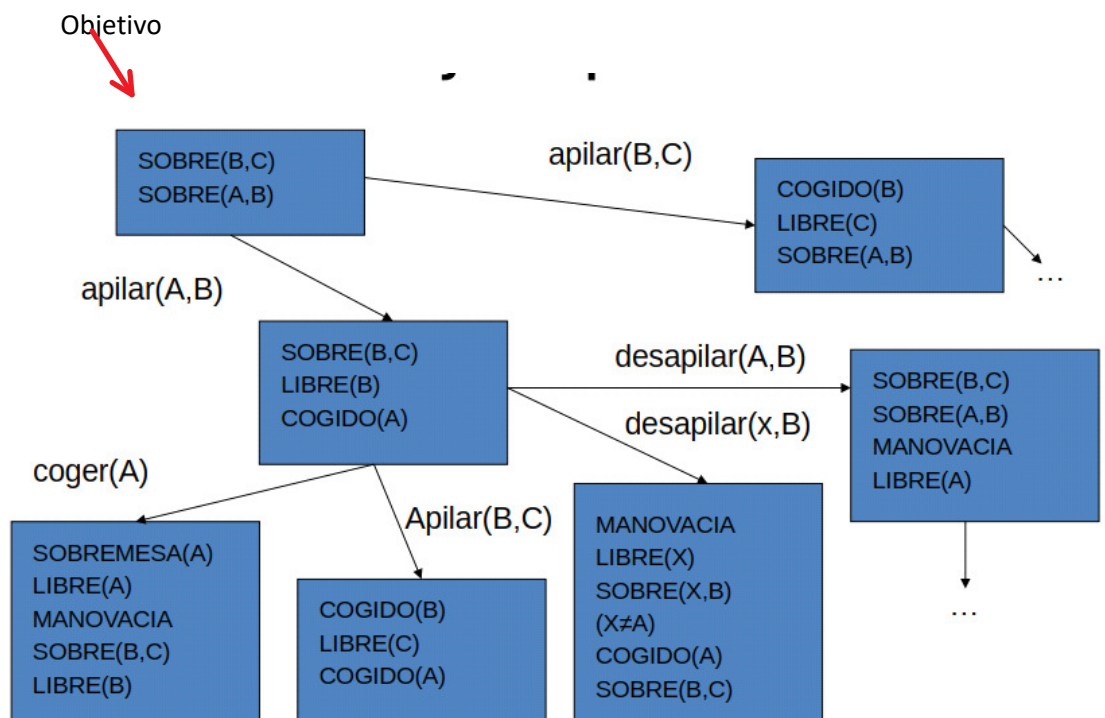 Objetivo
SOBRE(B,C)
SOBRE(A,B)
apilar(B,C)
COGIDO(B)
LIBRE(C)
SOBRE(A,B)
...
apilar(A,B)
SOBRE(B,C)
LIBRE(B)
COGIDO(A)
desapilar(A,B)
SOBRE(B,C)
SOBRE(A,B)
MANOVACIA
LIBRE(A)
...
desapilar(x,B)
MANOVACIA
LIBRE(X)
SOBRE(X,B)
(X≠A)
COGIDO(A)
SOBRE(B,C)
coger(A)
SOBREMESA(A)
LIBRE(A)
MANOVACIA
SOBRE(B,C)
LIBRE(B)
Apilar(B,C)
COGIDO(B)
LIBRE(C)
COGIDO(A)